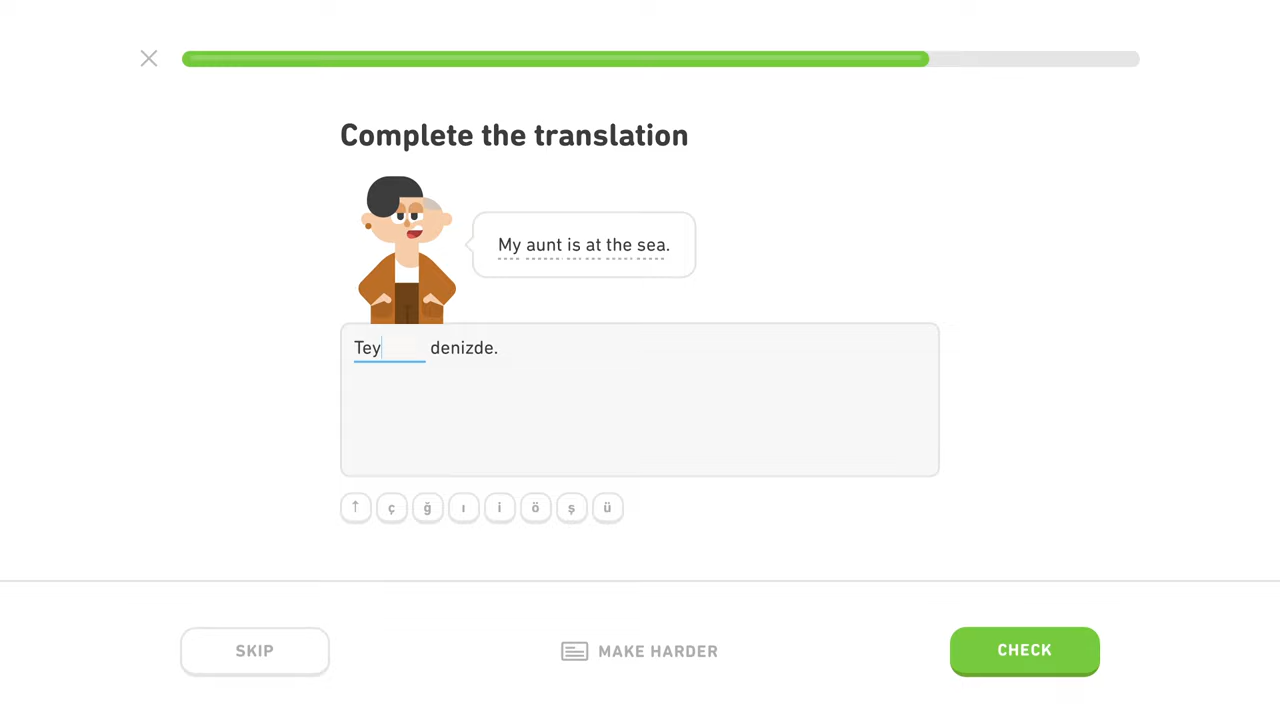 Complete the translation
My aunt is at the sea.
Tey denizde.
↑ ç ğ ı i ö ş ü
SKIP
MAKE HARDER
CHECK